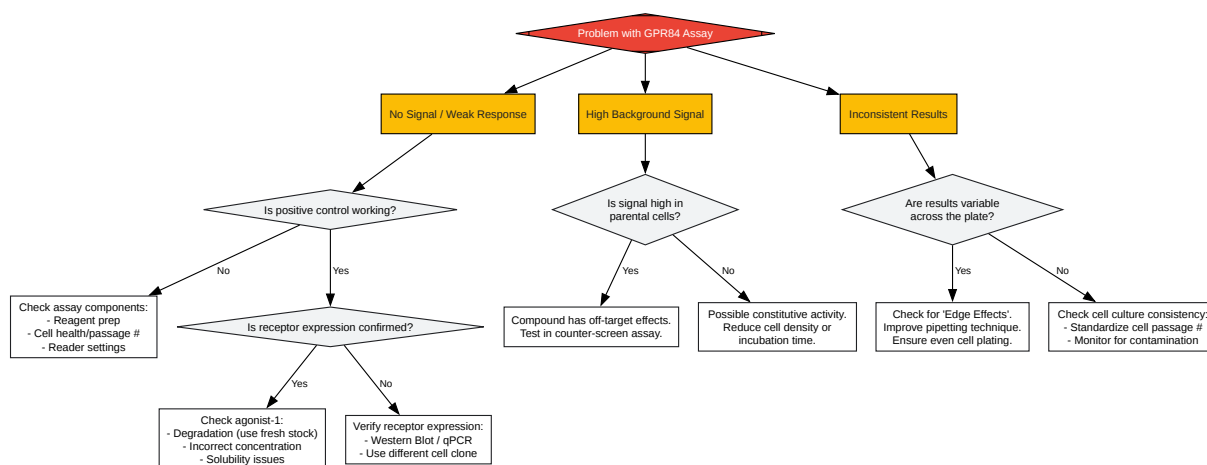 Problem with GPR84 Assay
No Signal / Weak Response
High Background Signal
Inconsistent Results
Is positive control working?
Is signal high in
parental cells?
Are results variable
across the plate?
No
Yes
Yes
No
Yes
No
Check assay components:
- Reagent prep
- Cell health/passage #
- Reader settings
Is receptor expression confirmed?
Compound has off-target effects.
Test in counter-screen assay.
Possible constitutive activity.
Reduce cell density or
incubation time.
Check for 'Edge Effects'.
Improve pipetting technique.
Ensure even cell plating.
Check cell culture consistency:
- Standardize cell passage #
- Monitor for contamination
Yes
No
Check agonist-1:
- Degradation (use fresh stock)
- Incorrect concentration
- Solubility issues
Verify receptor expression:
- Western Blot / qPCR
- Use different cell clone